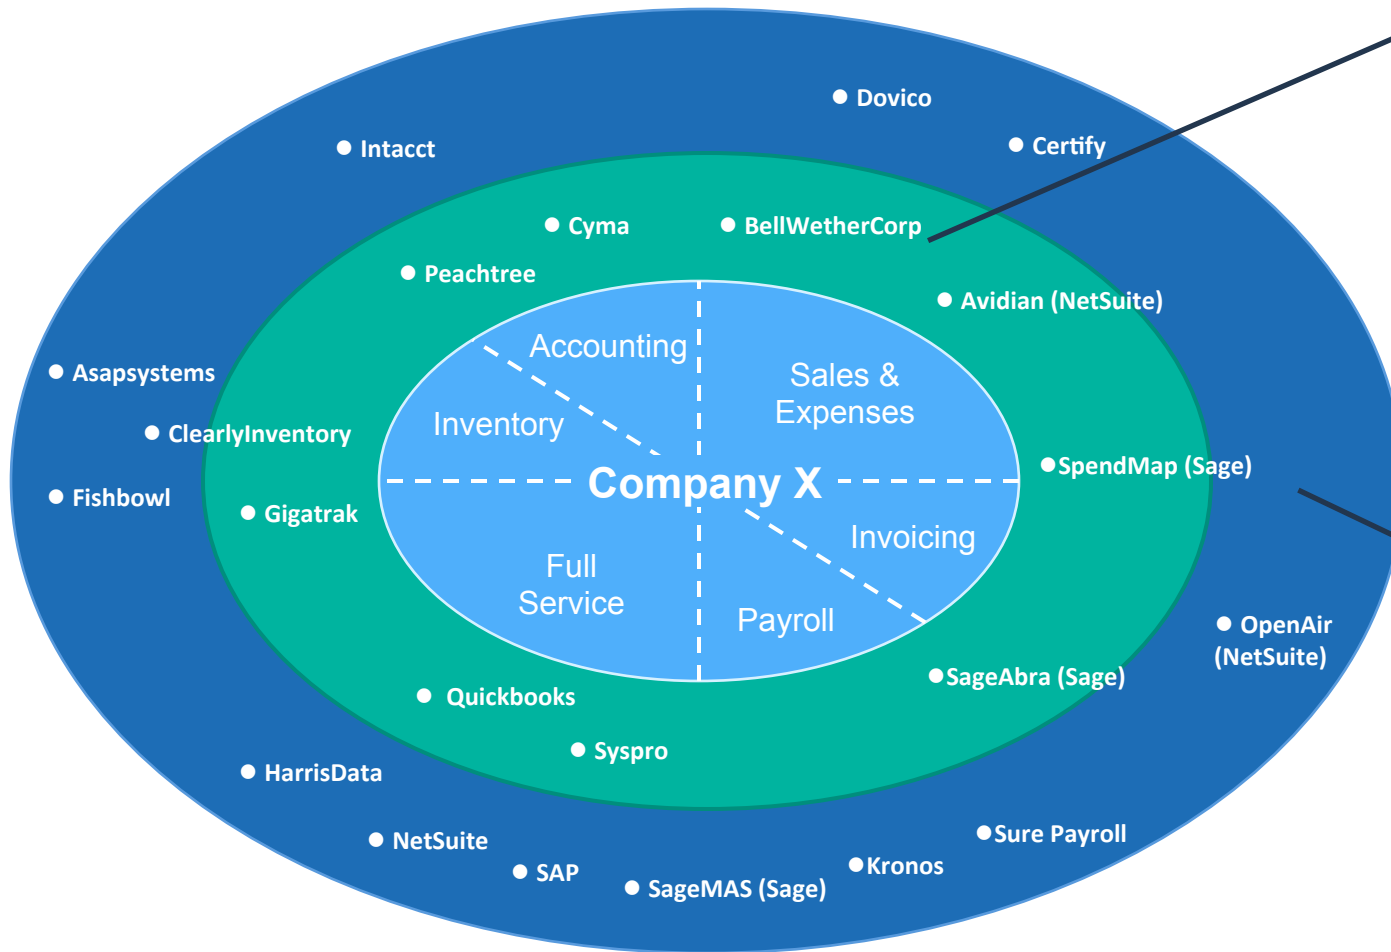 Dovico
Certify
Intacct
Cyma
BellWetherCorp
Peachtree
Avidian (NetSuite)
Accounting
Sales &
Expenses
Asapsystems
Inventory
ClearlyInventory
SpendMap (Sage)
Company X
Fishbowl
Gigatrak
Invoicing
Full
Service
Payroll
OpenAir
(NetSuite)
SageAbra (Sage)
Quickbooks
Syspro
HarrisData
Sure Payroll
NetSuite
Kronos
SAP
SageMAS (Sage)